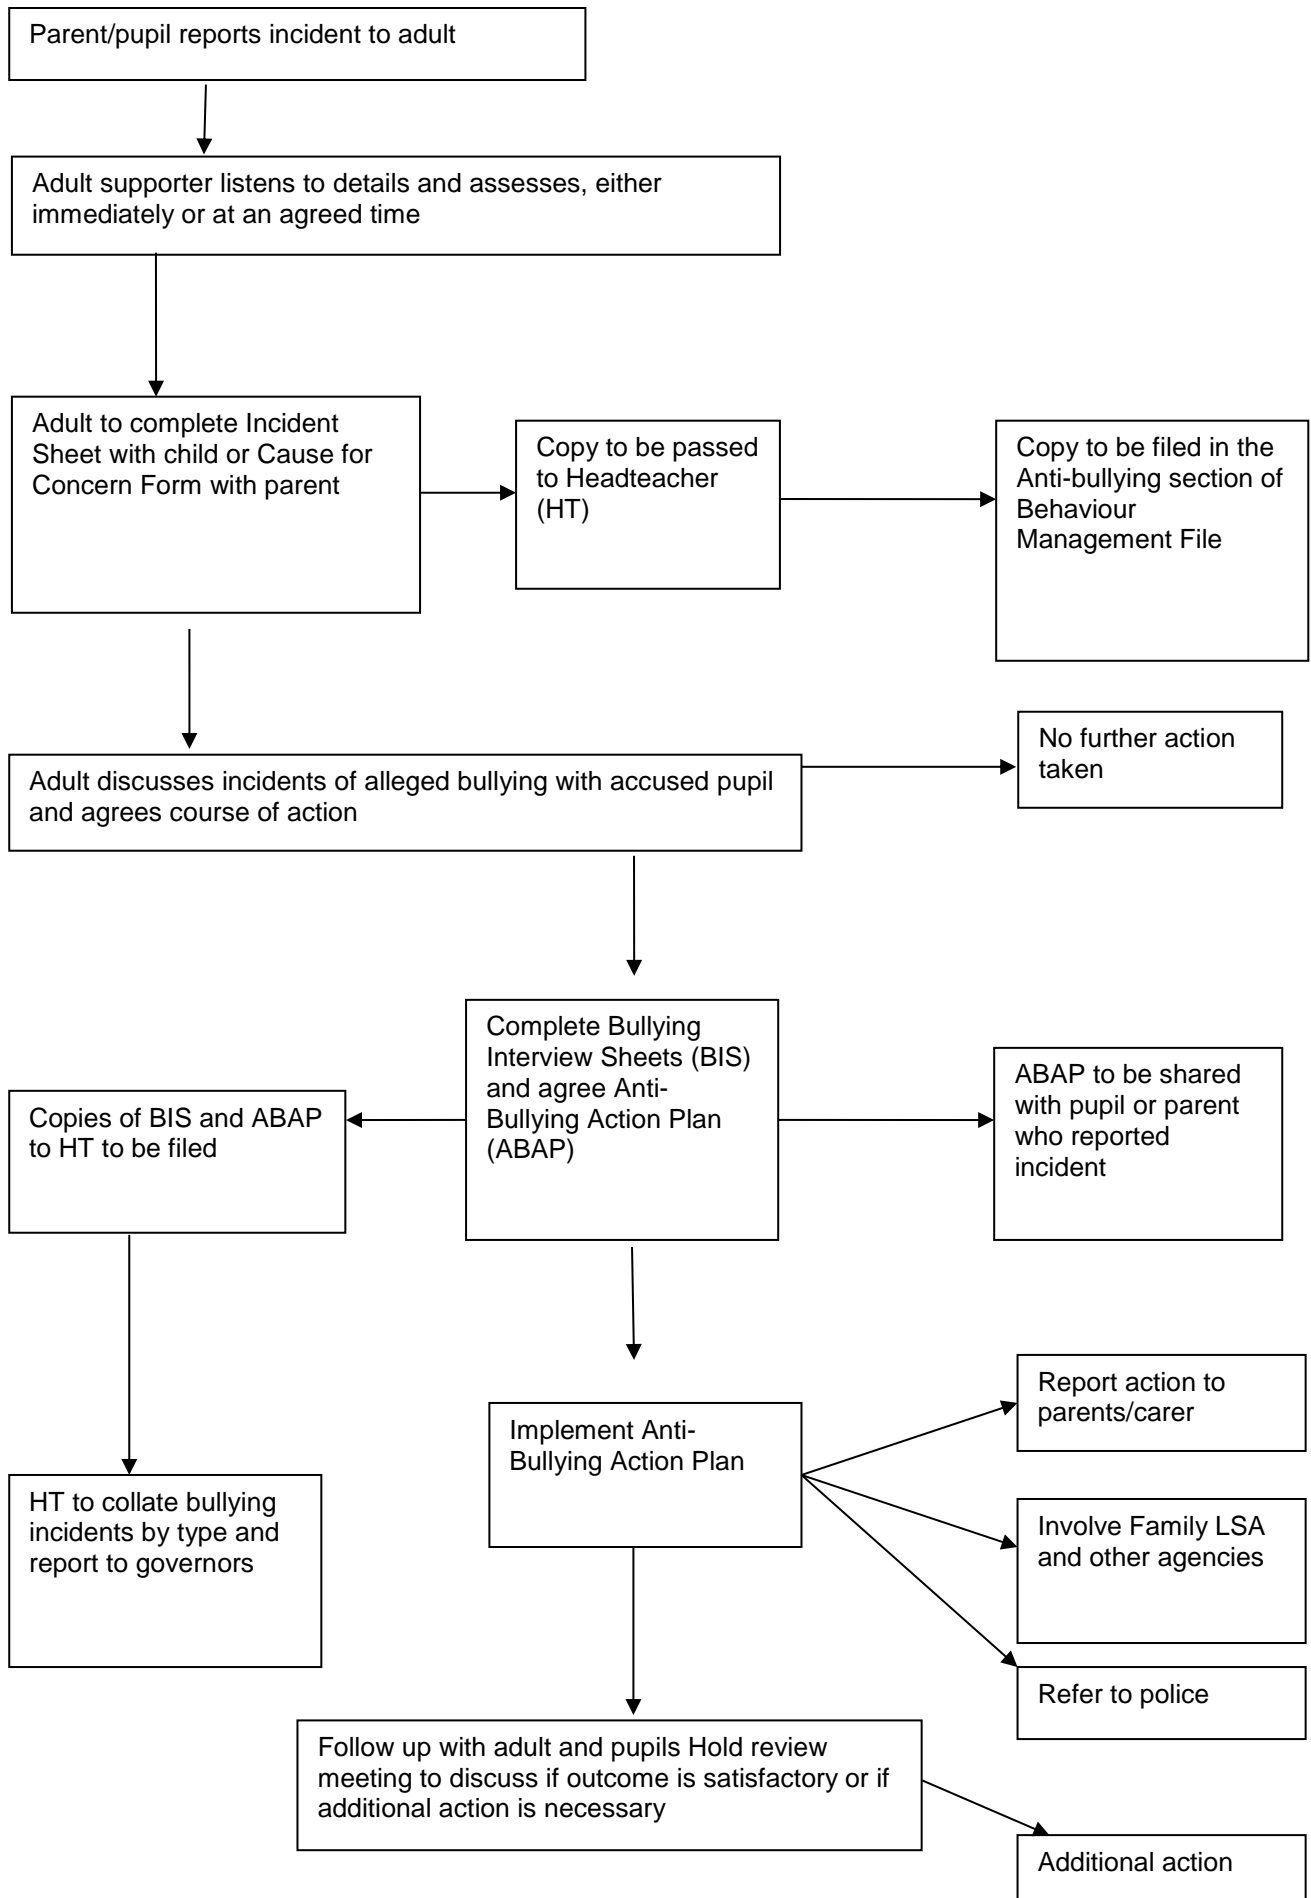 Parent/pupil reports incident to adult
Adult supporter listens to details and assesses, either
immediately or at an agreed time
Adult to complete Incident
Sheet with child or Cause for
Concern Form with parent
Copy to be passed
to Headteacher
(HT)
Copy to be filed in the
Anti-bullying section of
Behaviour
Management File
No further action
taken
Adult discusses incidents of alleged bullying with accused pupil
and agrees course of action
Complete Bullying
Interview Sheets (BIS)
and agree Anti-
Bullying Action Plan
(ABAP)
Copies of BIS and ABAP
to HT to be filed
ABAP to be shared
with pupil or parent
who reported
incident
Report action to
parents/carer
Implement Anti-
Bullying Action Plan
HT to collate bullying
incidents by type and
report to governors
Involve Family LSA
and other agencies
Refer to police
Follow up with adult and pupils Hold review
meeting to discuss if outcome is satisfactory or if
additional action is necessary
Additional action